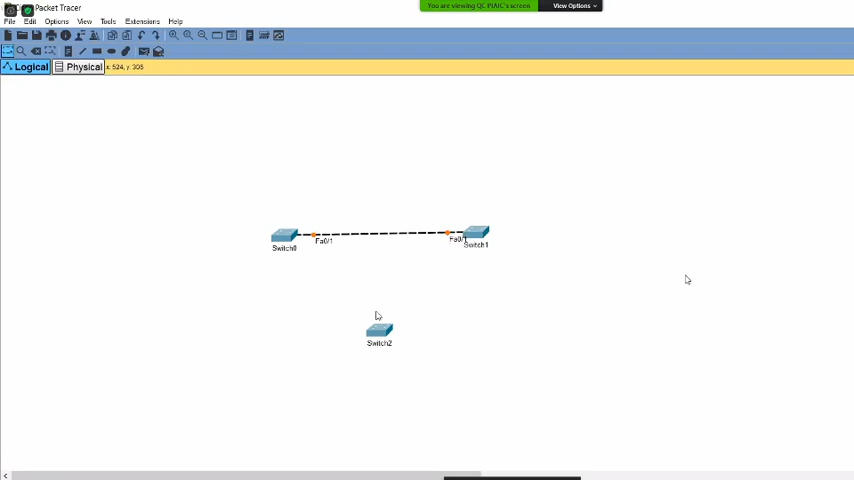 Packet Tracer
You are viewing QC PIAIC's screen View Options
File Edit Options View Tools Extensions Help
Logical Physical x: 524, y: 305
Fa0/1 Fa0/1
Switch0 Switch1
Switch2